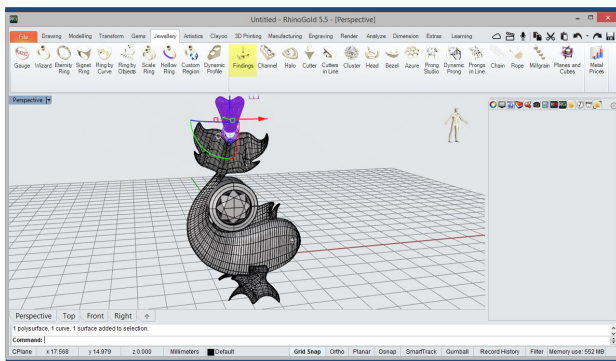 Untitled - RhinoGold 5.5 - [Perspective]
File Drawing Modelling Transform Gems Jewellery Artistics Clayoo 3D Printing Manufacturing Engraving Render Analyze Dimension Extras Learning
Gauge Wizard Eternity Ring Signet Ring Ring by Curve Ring by Objects Scale Ring Hollow Ring Custom Region Dynamic Profile Findings Channel Halo Cutter Cutters in Line Cluster Head Bezel Azure Prong Studio Dynamic Prong Prongs in Line Chain Rope Millgrain Planes and Cubes Metal Prices
Perspective
Perspective Top Front Right
1 polysurface, 1 curve, 1 surface added to selection.
Command:
CPlane x 17.568 y 14.979 z 0.000 Millimeters Default Grid Snap Ortho Planar Osnap SmartTrack Gumball Record History Filter Memory use: 552 MB